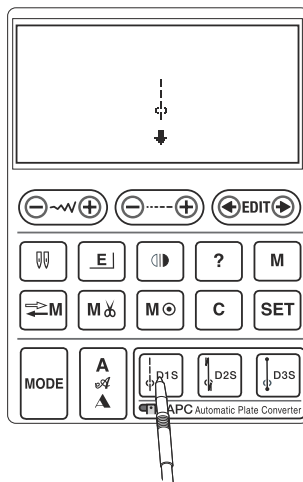 EDIT
E ? M
M M M C SET
MODE A A A D1S D2S D3S
APC Automatic Plate Converter